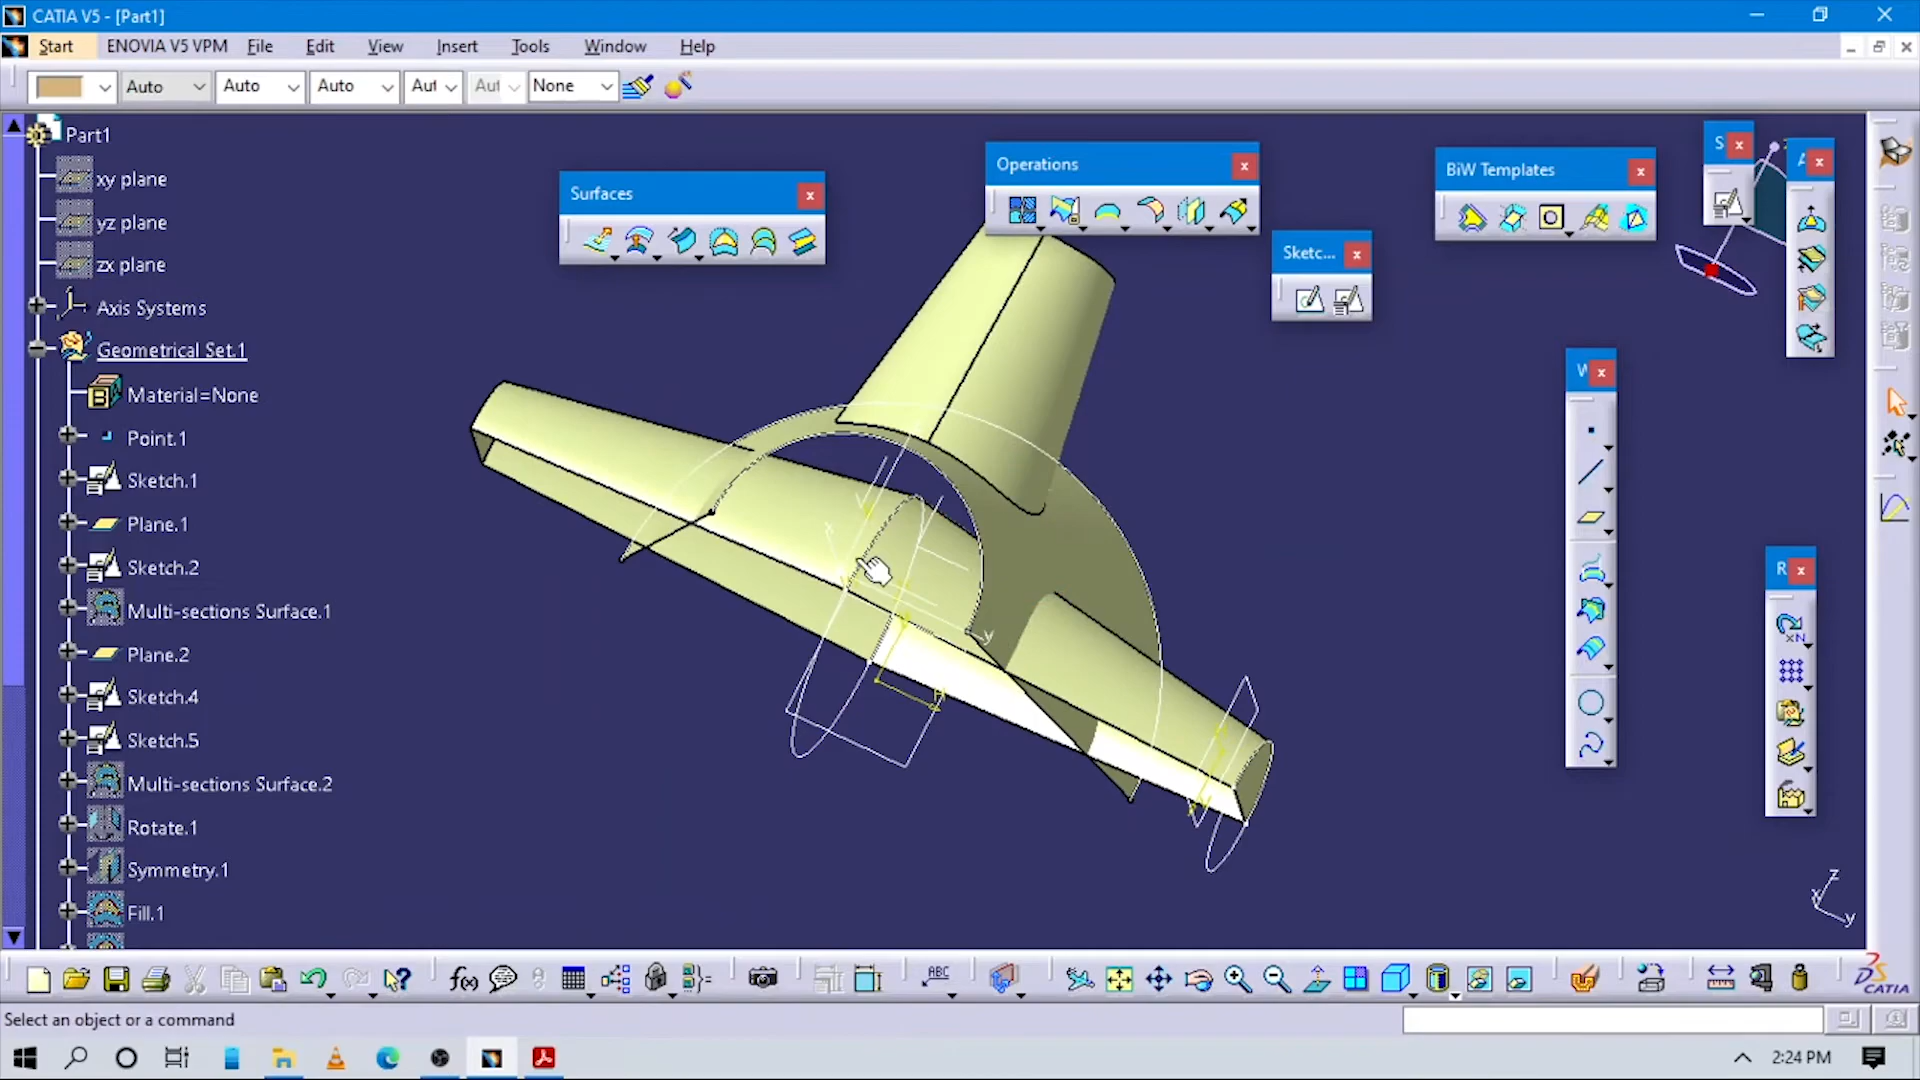 CATIA V5 - [Part1]
Start ENOVIA V5 VPM File Edit View Insert Tools Window Help
Auto Auto Auto Aut Aut None
Part1
xy plane
yz plane
zx plane
Axis Systems
Geometrical Set.1
Material=None
Point.1
Sketch.1
Plane.1
Sketch.2
Multi-sections Surface.1
Plane.2
Sketch.4
Sketch.5
Multi-sections Surface.2
Rotate.1
Symmetry.1
Fill.1
Surfaces
Operations
Sketc...
BiW Templates
S
A
W
R
z
y
H
z
x
y
f(x)
ABC
CATIA
Select an object or a command
2:24 PM